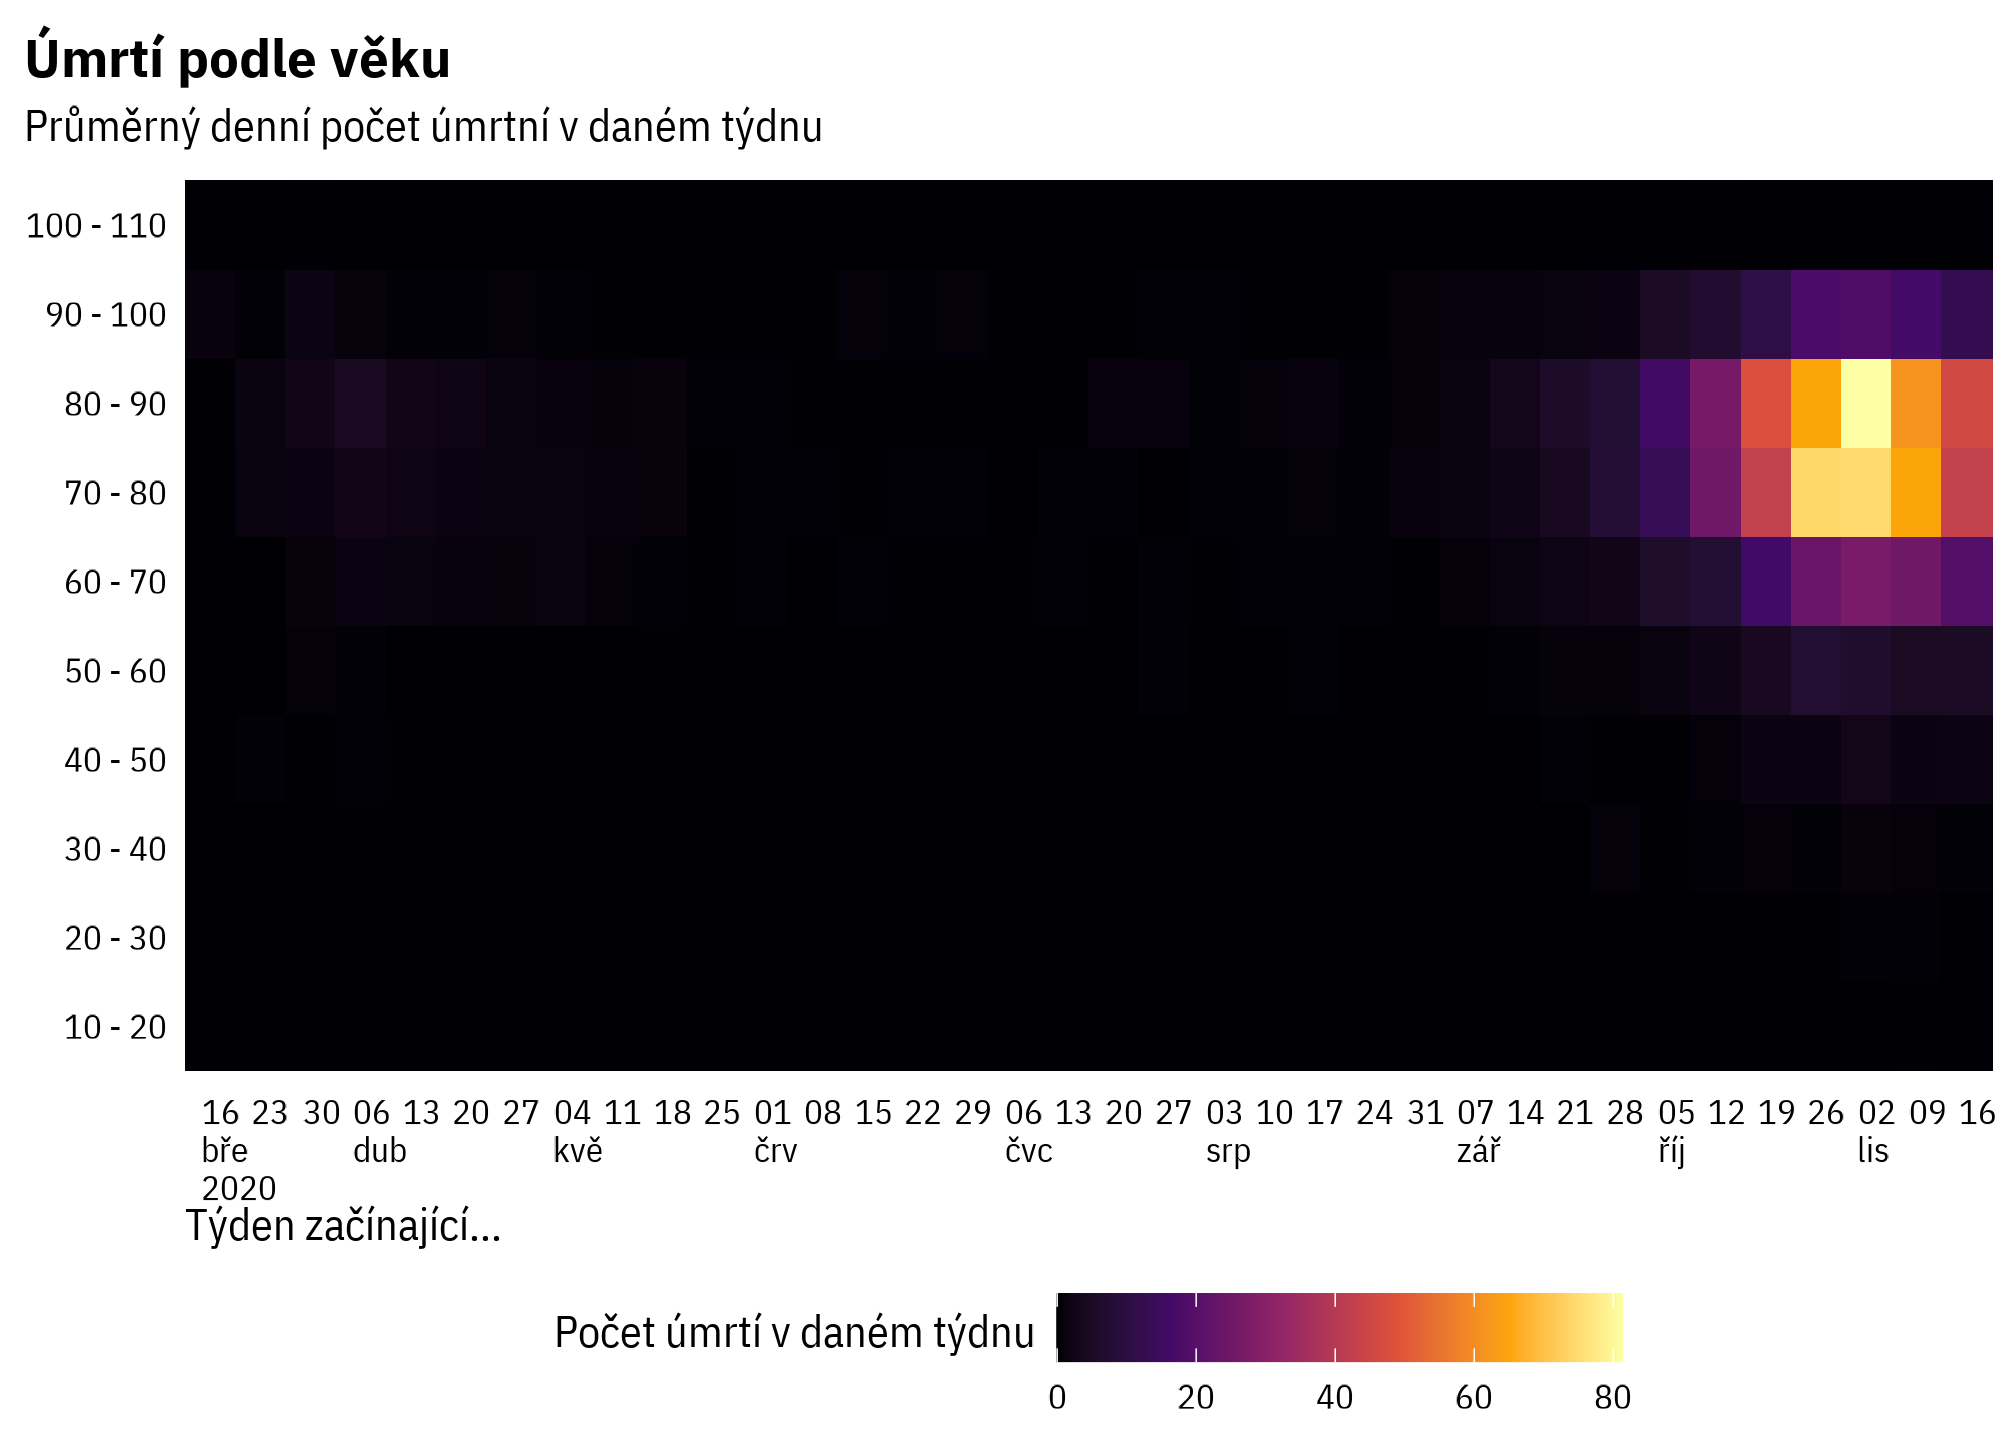 Úmrtí podle věku
Průměrný denní počet úmrtní v daném týdnu
100 - 110
90 - 100
80 - 90
70 - 80
60 - 70
50 - 60
40 - 50
30 - 40
20 - 30
10 - 20
16 23 30 06 13 20 27 04 11 18 25 01 08 15 22 29 06 13 20 27 03 10 17 24 31 07 14 21 28 05 12 19 26 02 09 16
bře dub kvě črv čvc srp zář říj lis
2020
Týden začínající...
Počet úmrtí v daném týdnu
0 20 40 60 80